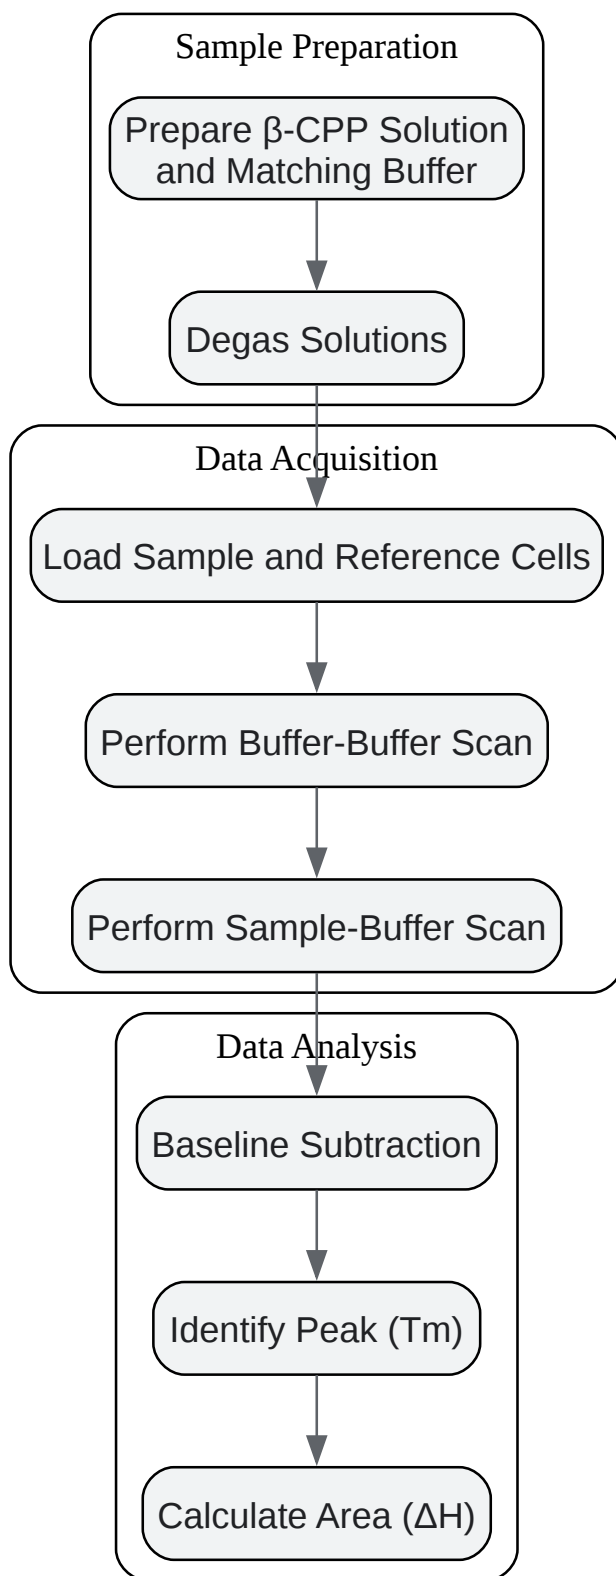 Sample Preparation
Prepare β-CPP Solution
and Matching Buffer
Degas Solutions
Data Acquisition
Load Sample and Reference Cells
Perform Buffer-Buffer Scan
Perform Sample-Buffer Scan
Data Analysis
Baseline Subtraction
Identify Peak (Tm)
Calculate Area (ΔH)